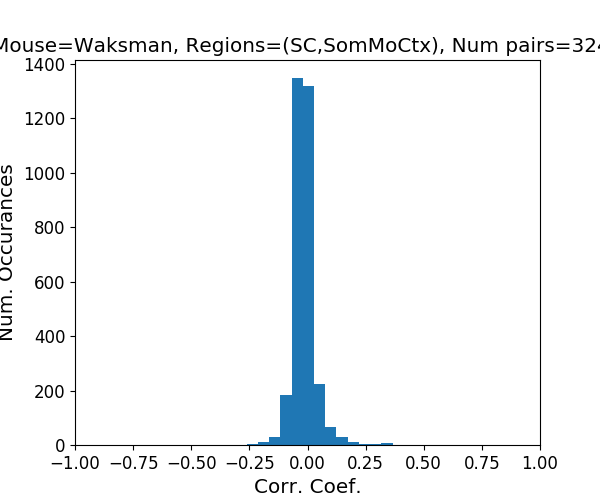 Mouse=Waksman, Regions=(SC,SomMoCtx), Num pairs=324
1400
1200
1000
800
600
400
200
0
Num. Occurances
−1.00 −0.75 −0.50 −0.25 0.00 0.25 0.50 0.75 1.00
Corr. Coef.